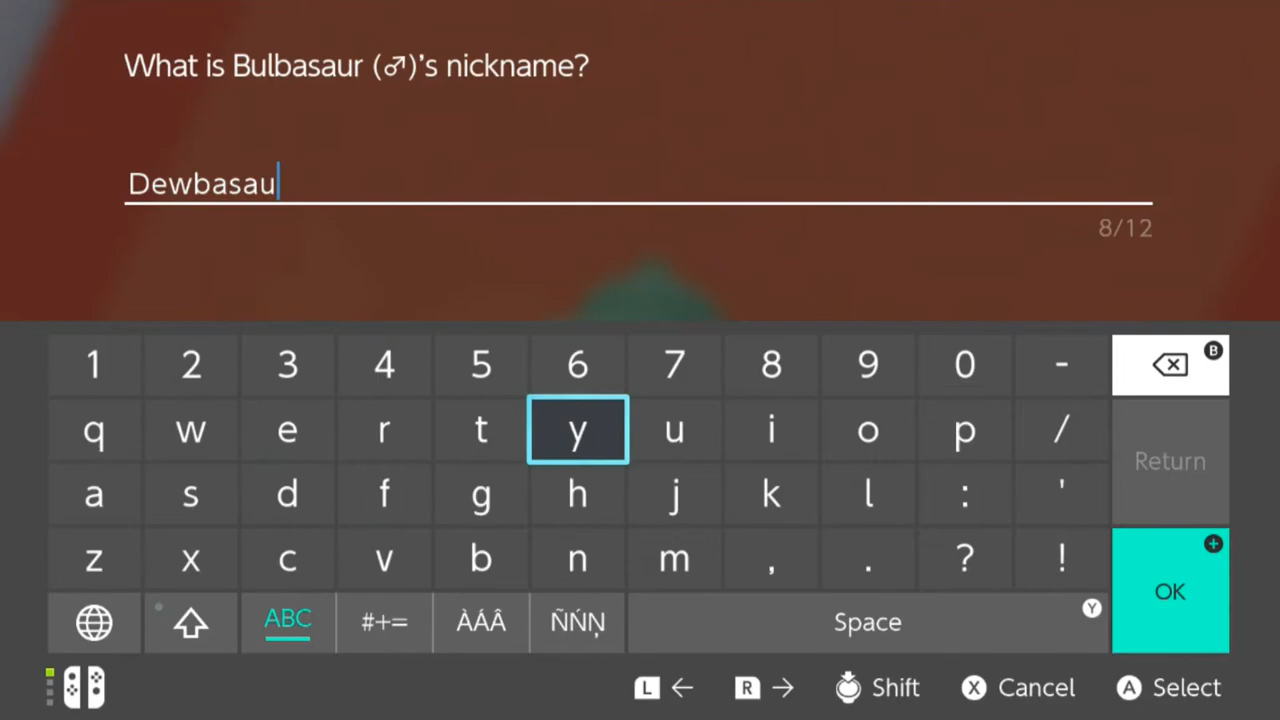 What is Bulbasaur (♂)'s nickname?
Dewbasau
8/12
1 2 3 4 5 6 7 8 9 0 - B
q w e r t y u i o p / Return
a s d f g h j k l : '
z x c v b n m , . ? ! + OK
ABC #+= ÀÁÂ ÑŃŅ Space Y
L ← R → Shift X Cancel A Select